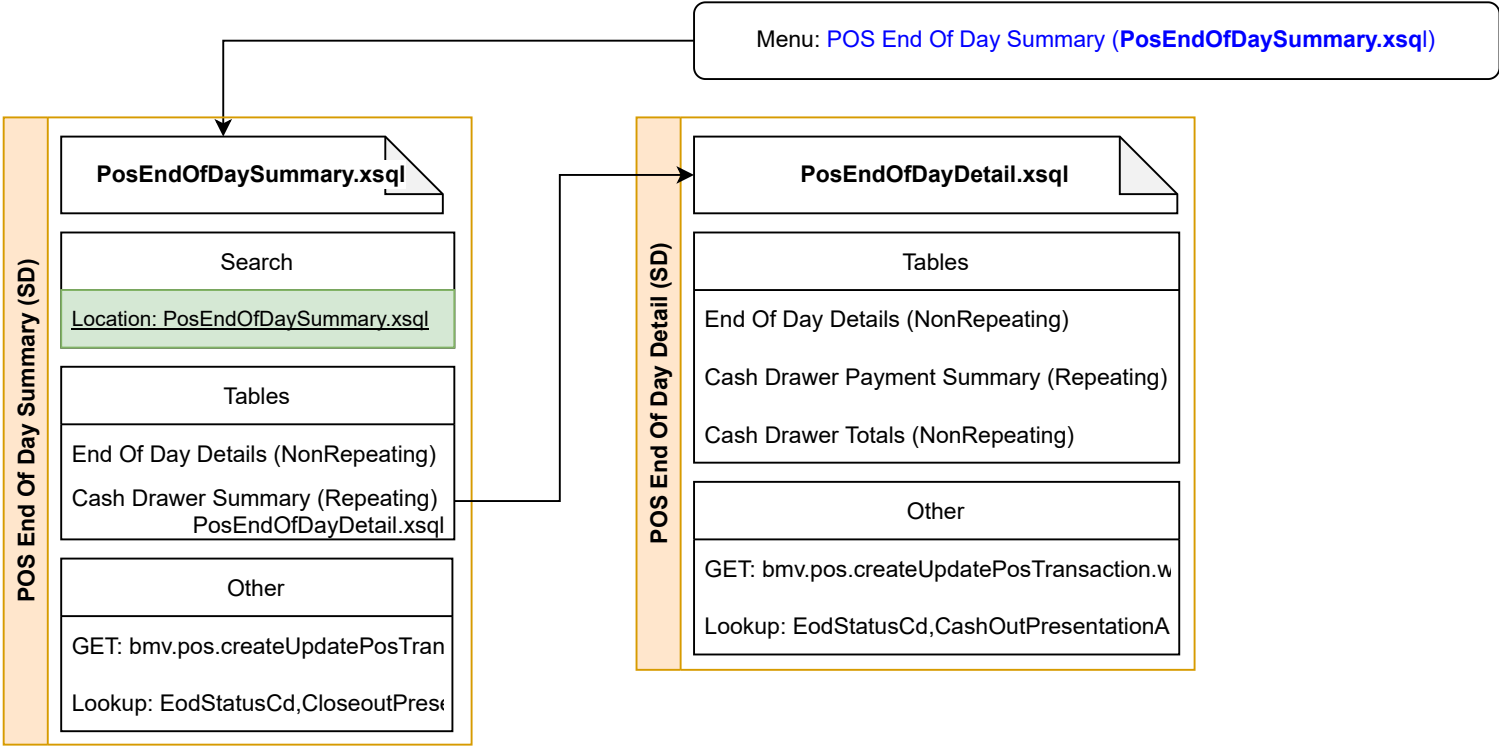 Menu: POS End Of Day Summary (PosEndOfDaySummary.xsql)
POS End Of Day Summary (SD)
PosEndOfDaySummary.xsql
Search
Location: PosEndOfDaySummary.xsql
Tables
End Of Day Details (NonRepeating)
Cash Drawer Summary (Repeating)
PosEndOfDayDetail.xsql
Other
GET: bmv.pos.createUpdatePosTran
Lookup: EodStatusCd,CloseoutPrese
POS End Of Day Detail (SD)
PosEndOfDayDetail.xsql
Tables
End Of Day Details (NonRepeating)
Cash Drawer Payment Summary (Repeating)
Cash Drawer Totals (NonRepeating)
Other
GET: bmv.pos.createUpdatePosTransaction.w
Lookup: EodStatusCd,CashOutPresentationA